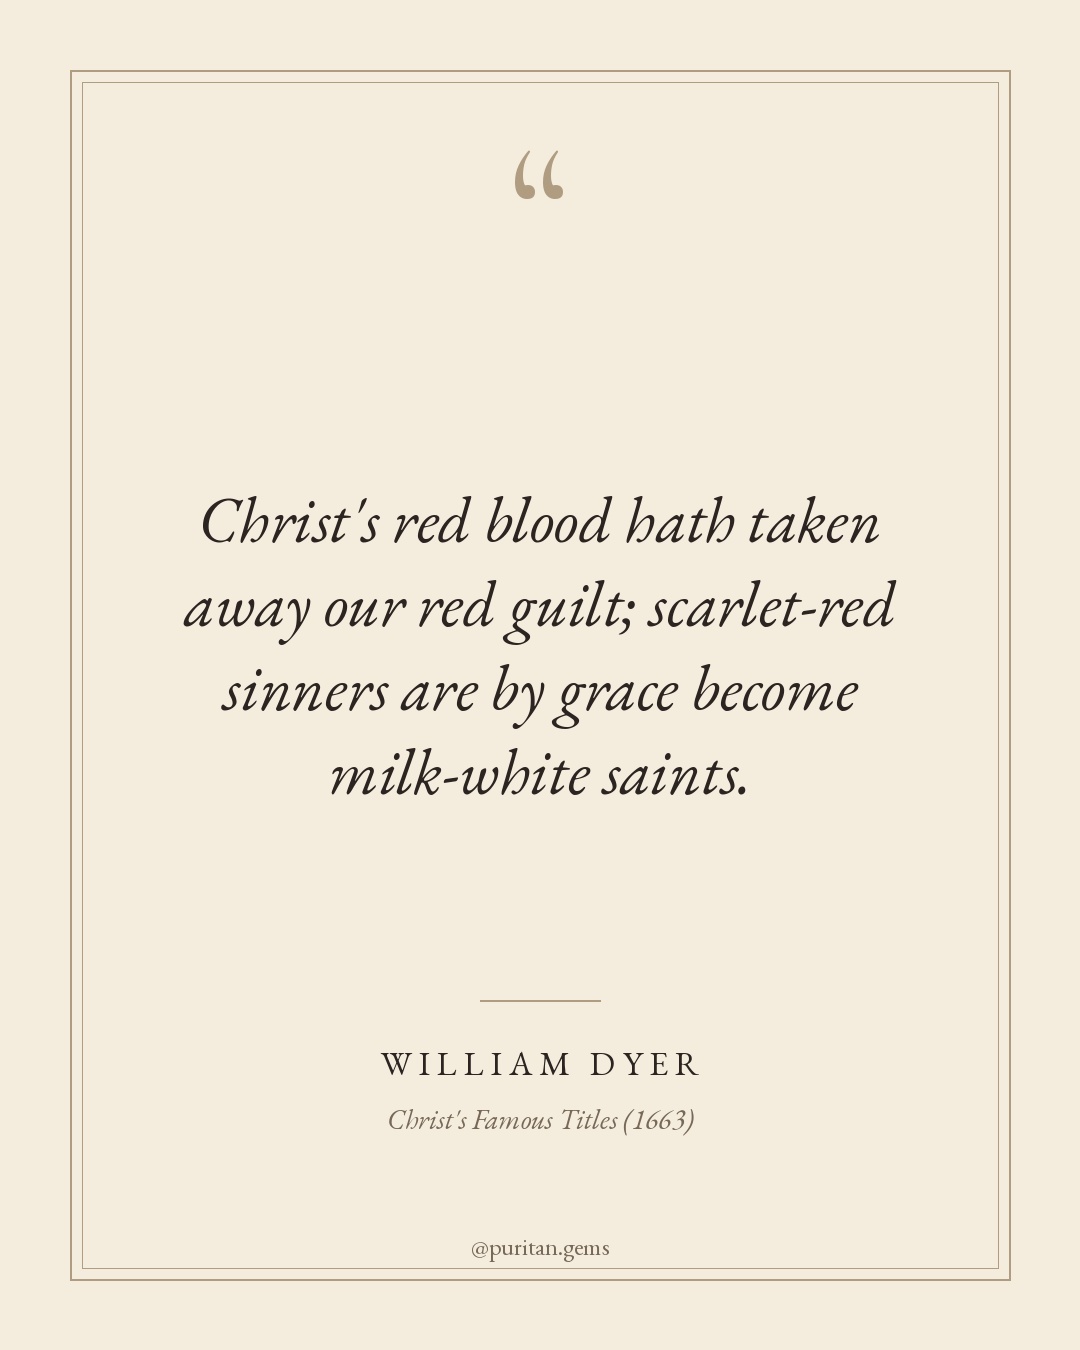 “
Christ's red blood hath taken
away our red guilt; scarlet-red
sinners are by grace become
milk-white saints.
WILLIAM DYER
Christ's Famous Titles (1663)
@puritan.gems